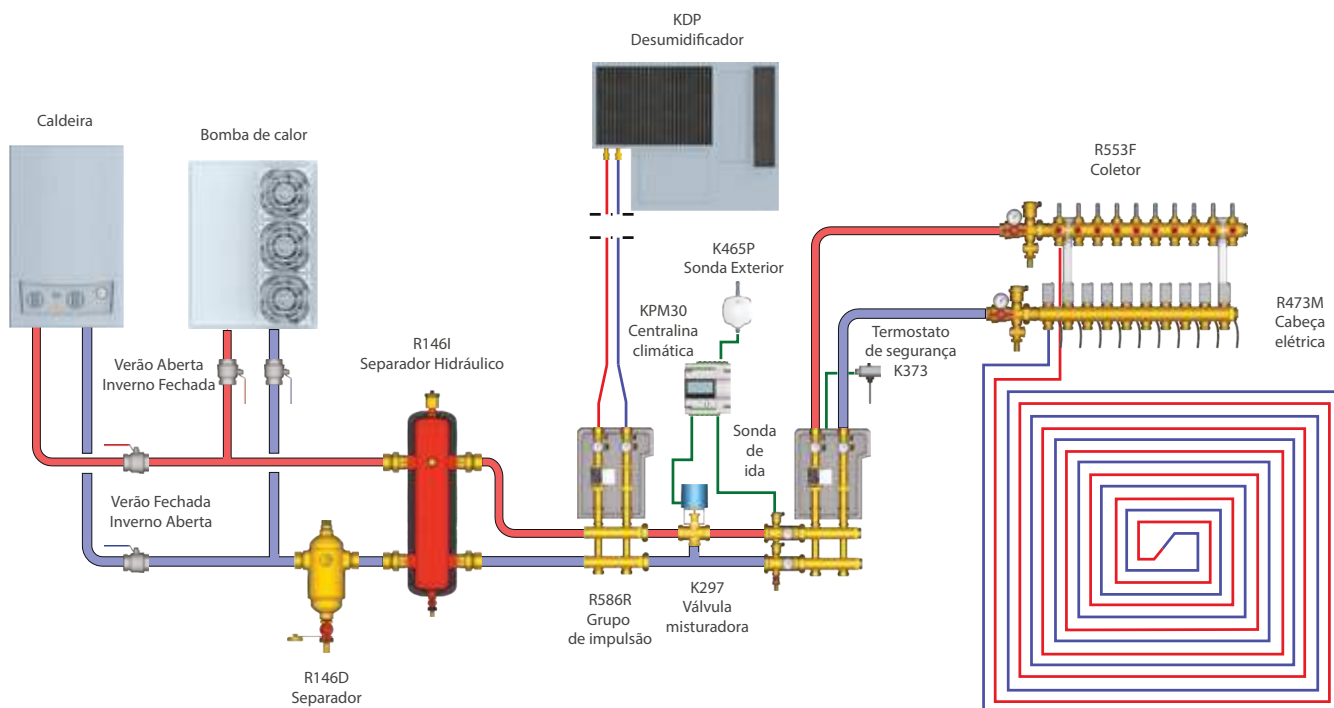 KDP
Desumidificador
Caldeira
Bomba de calor
R553F
Coletor
K465P
Sonda Exterior
KPM30
Centralina
climática
R473M
Cabeça
elétrica
Termostato
de segurança
K373
R146I
Separador Hidráulico
Verão Aberta
Inverno Fechada
Sonda
de
ida
Verão Fechada
Inverno Aberta
R586R
Grupo
de impulsão
K297
Válvula
misturadora
R146D
Separador